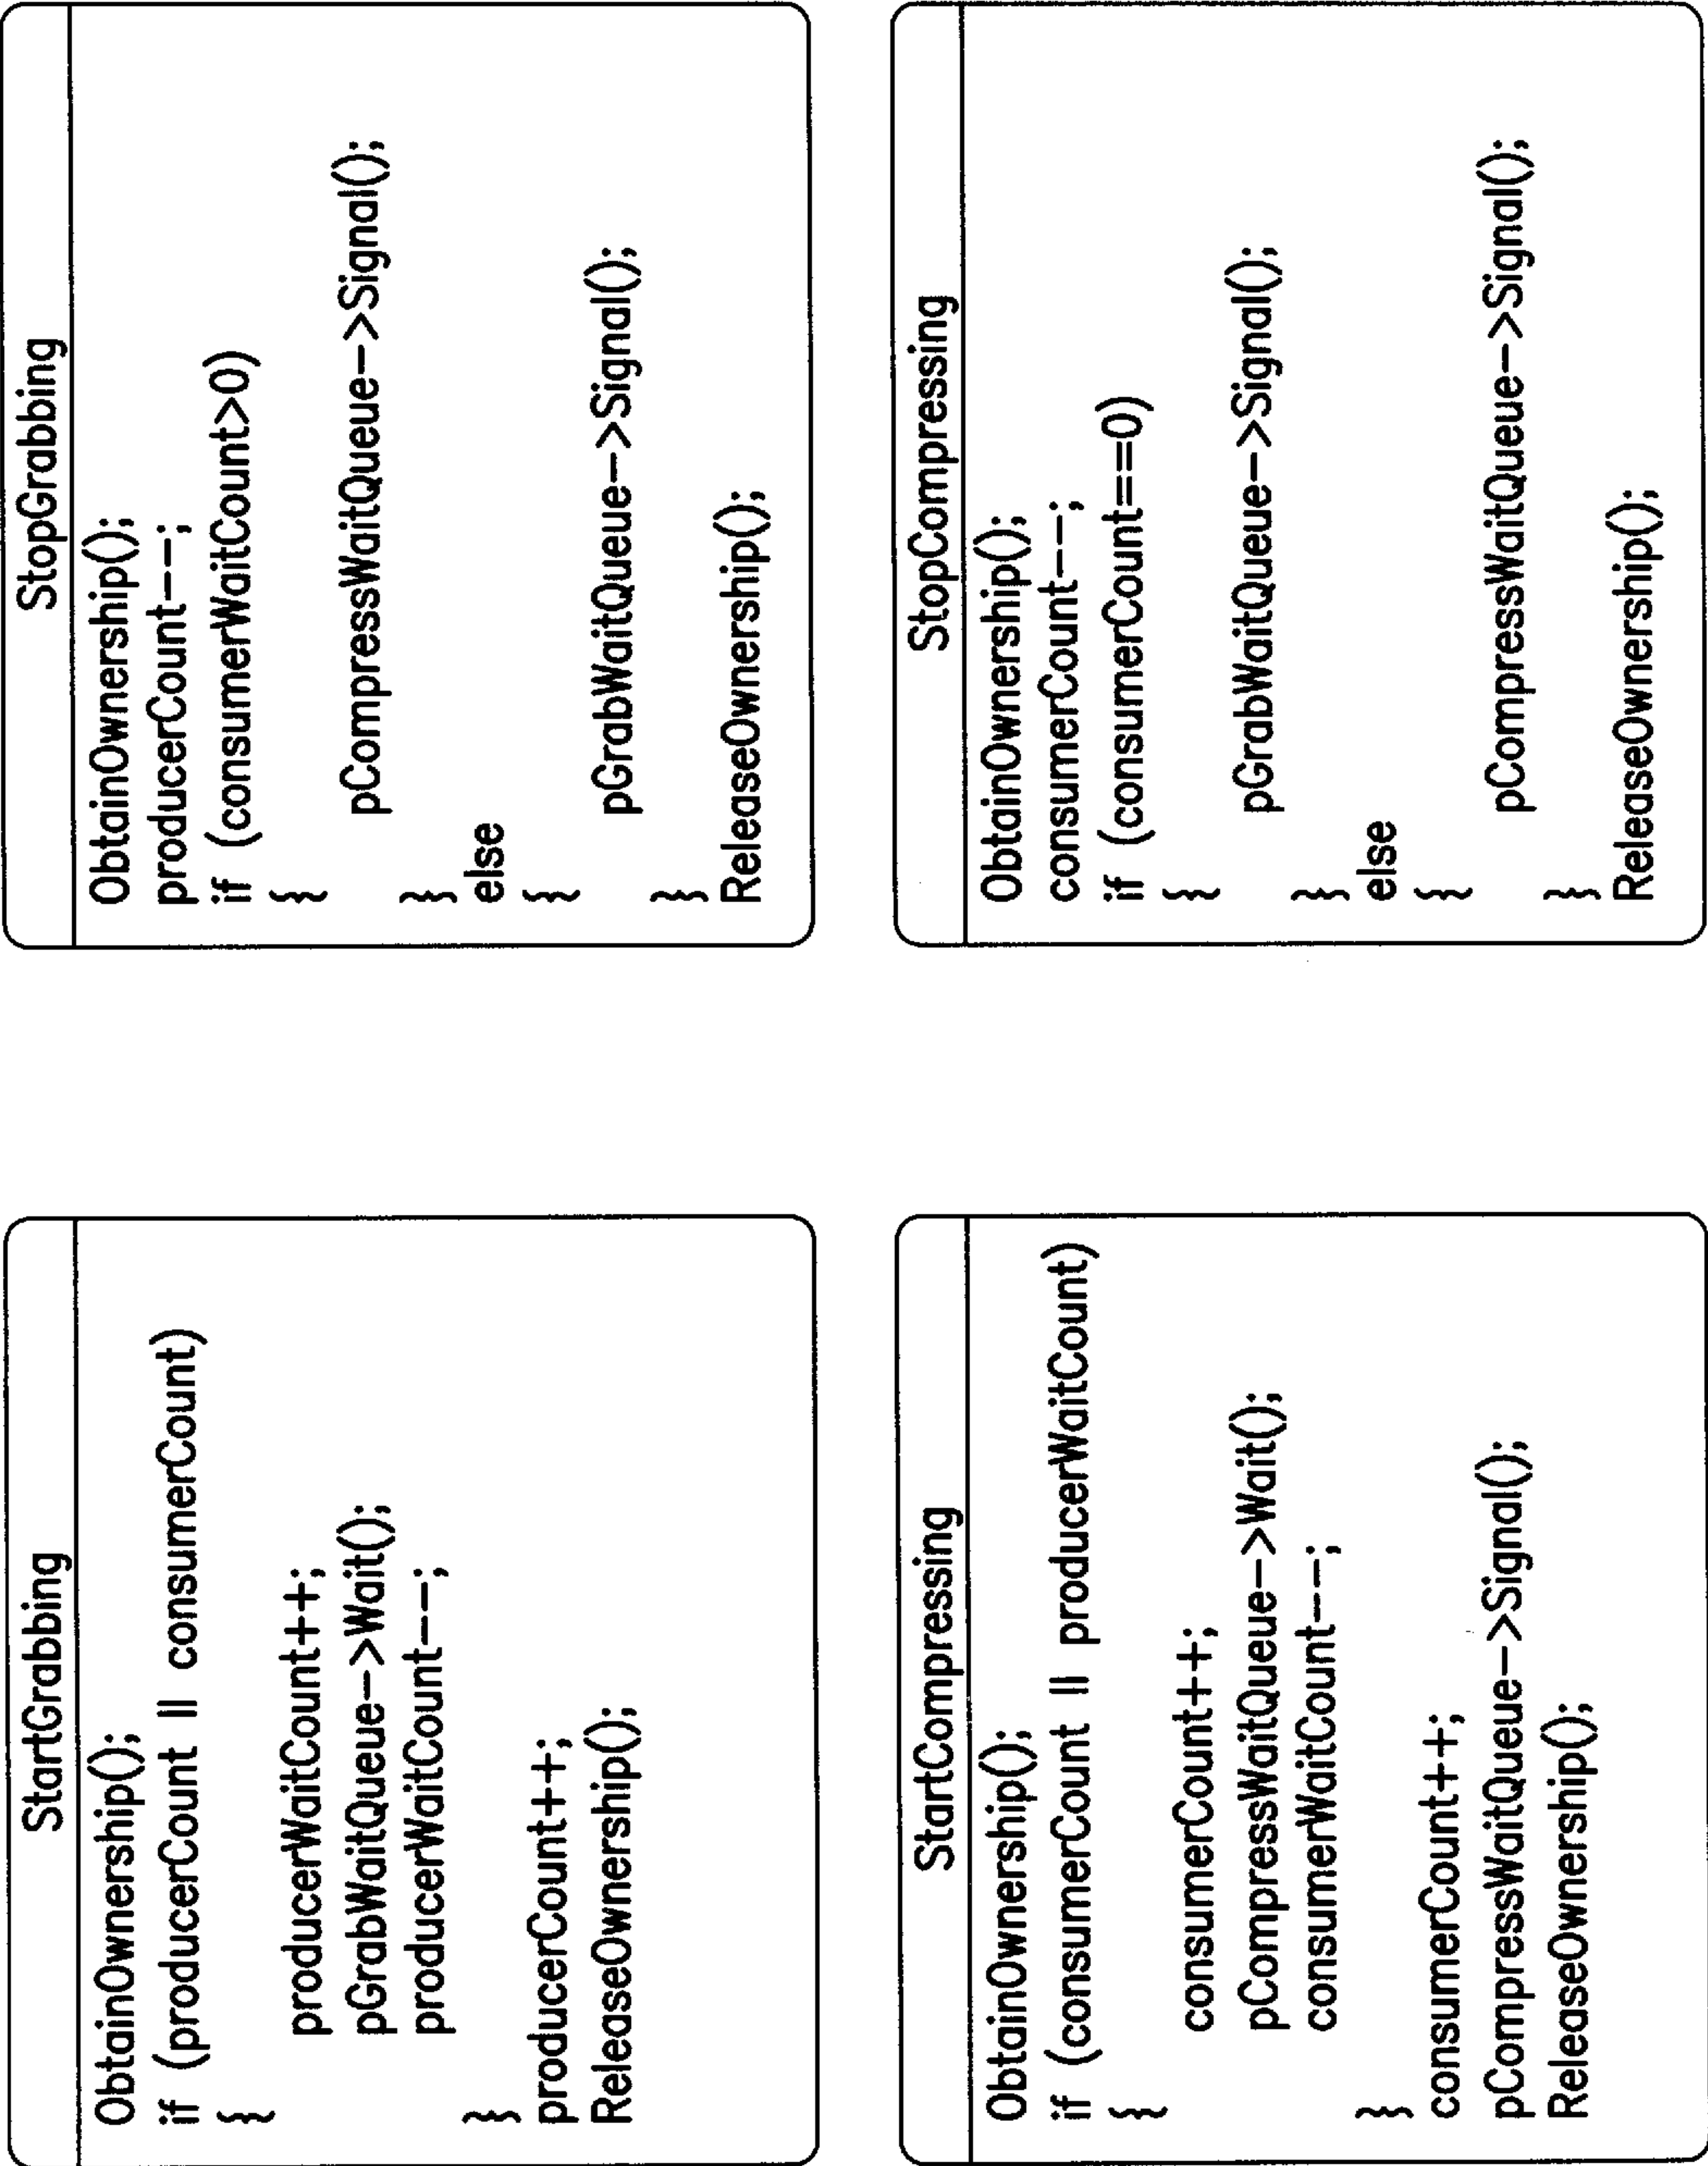 StartGrabbing
ObtainOwnership();
if (producerCount || consumerCount)
{
producerWaitCount++;
pGrabWaitQueue->Wait();
producerWaitCount--;
}
producerCount++;
ReleaseOwnership();
StopGrabbing
ObtainOwnership();
producerCount--;
if (consumerWaitCount>0)
{
pCompressWaitQueue->Signal();
}
else
{
pGrabWaitQueue->Signal();
}
ReleaseOwnership();
StartCompressing
ObtainOwnership();
if (consumerCount || producerWaitCount)
{
consumerCount++;
pCompressWaitQueue->Wait();
consumerWaitCount--;
}
consumerCount++;
pCompressWaitQueue->Signal();
ReleaseOwnership();
StopCompressing
ObtainOwnership();
consumerCount--;
if (consumerCount==0)
{
pGrabWaitQueue->Signal();
}
else
{
pCompressWaitQueue->Signal();
}
ReleaseOwnership();